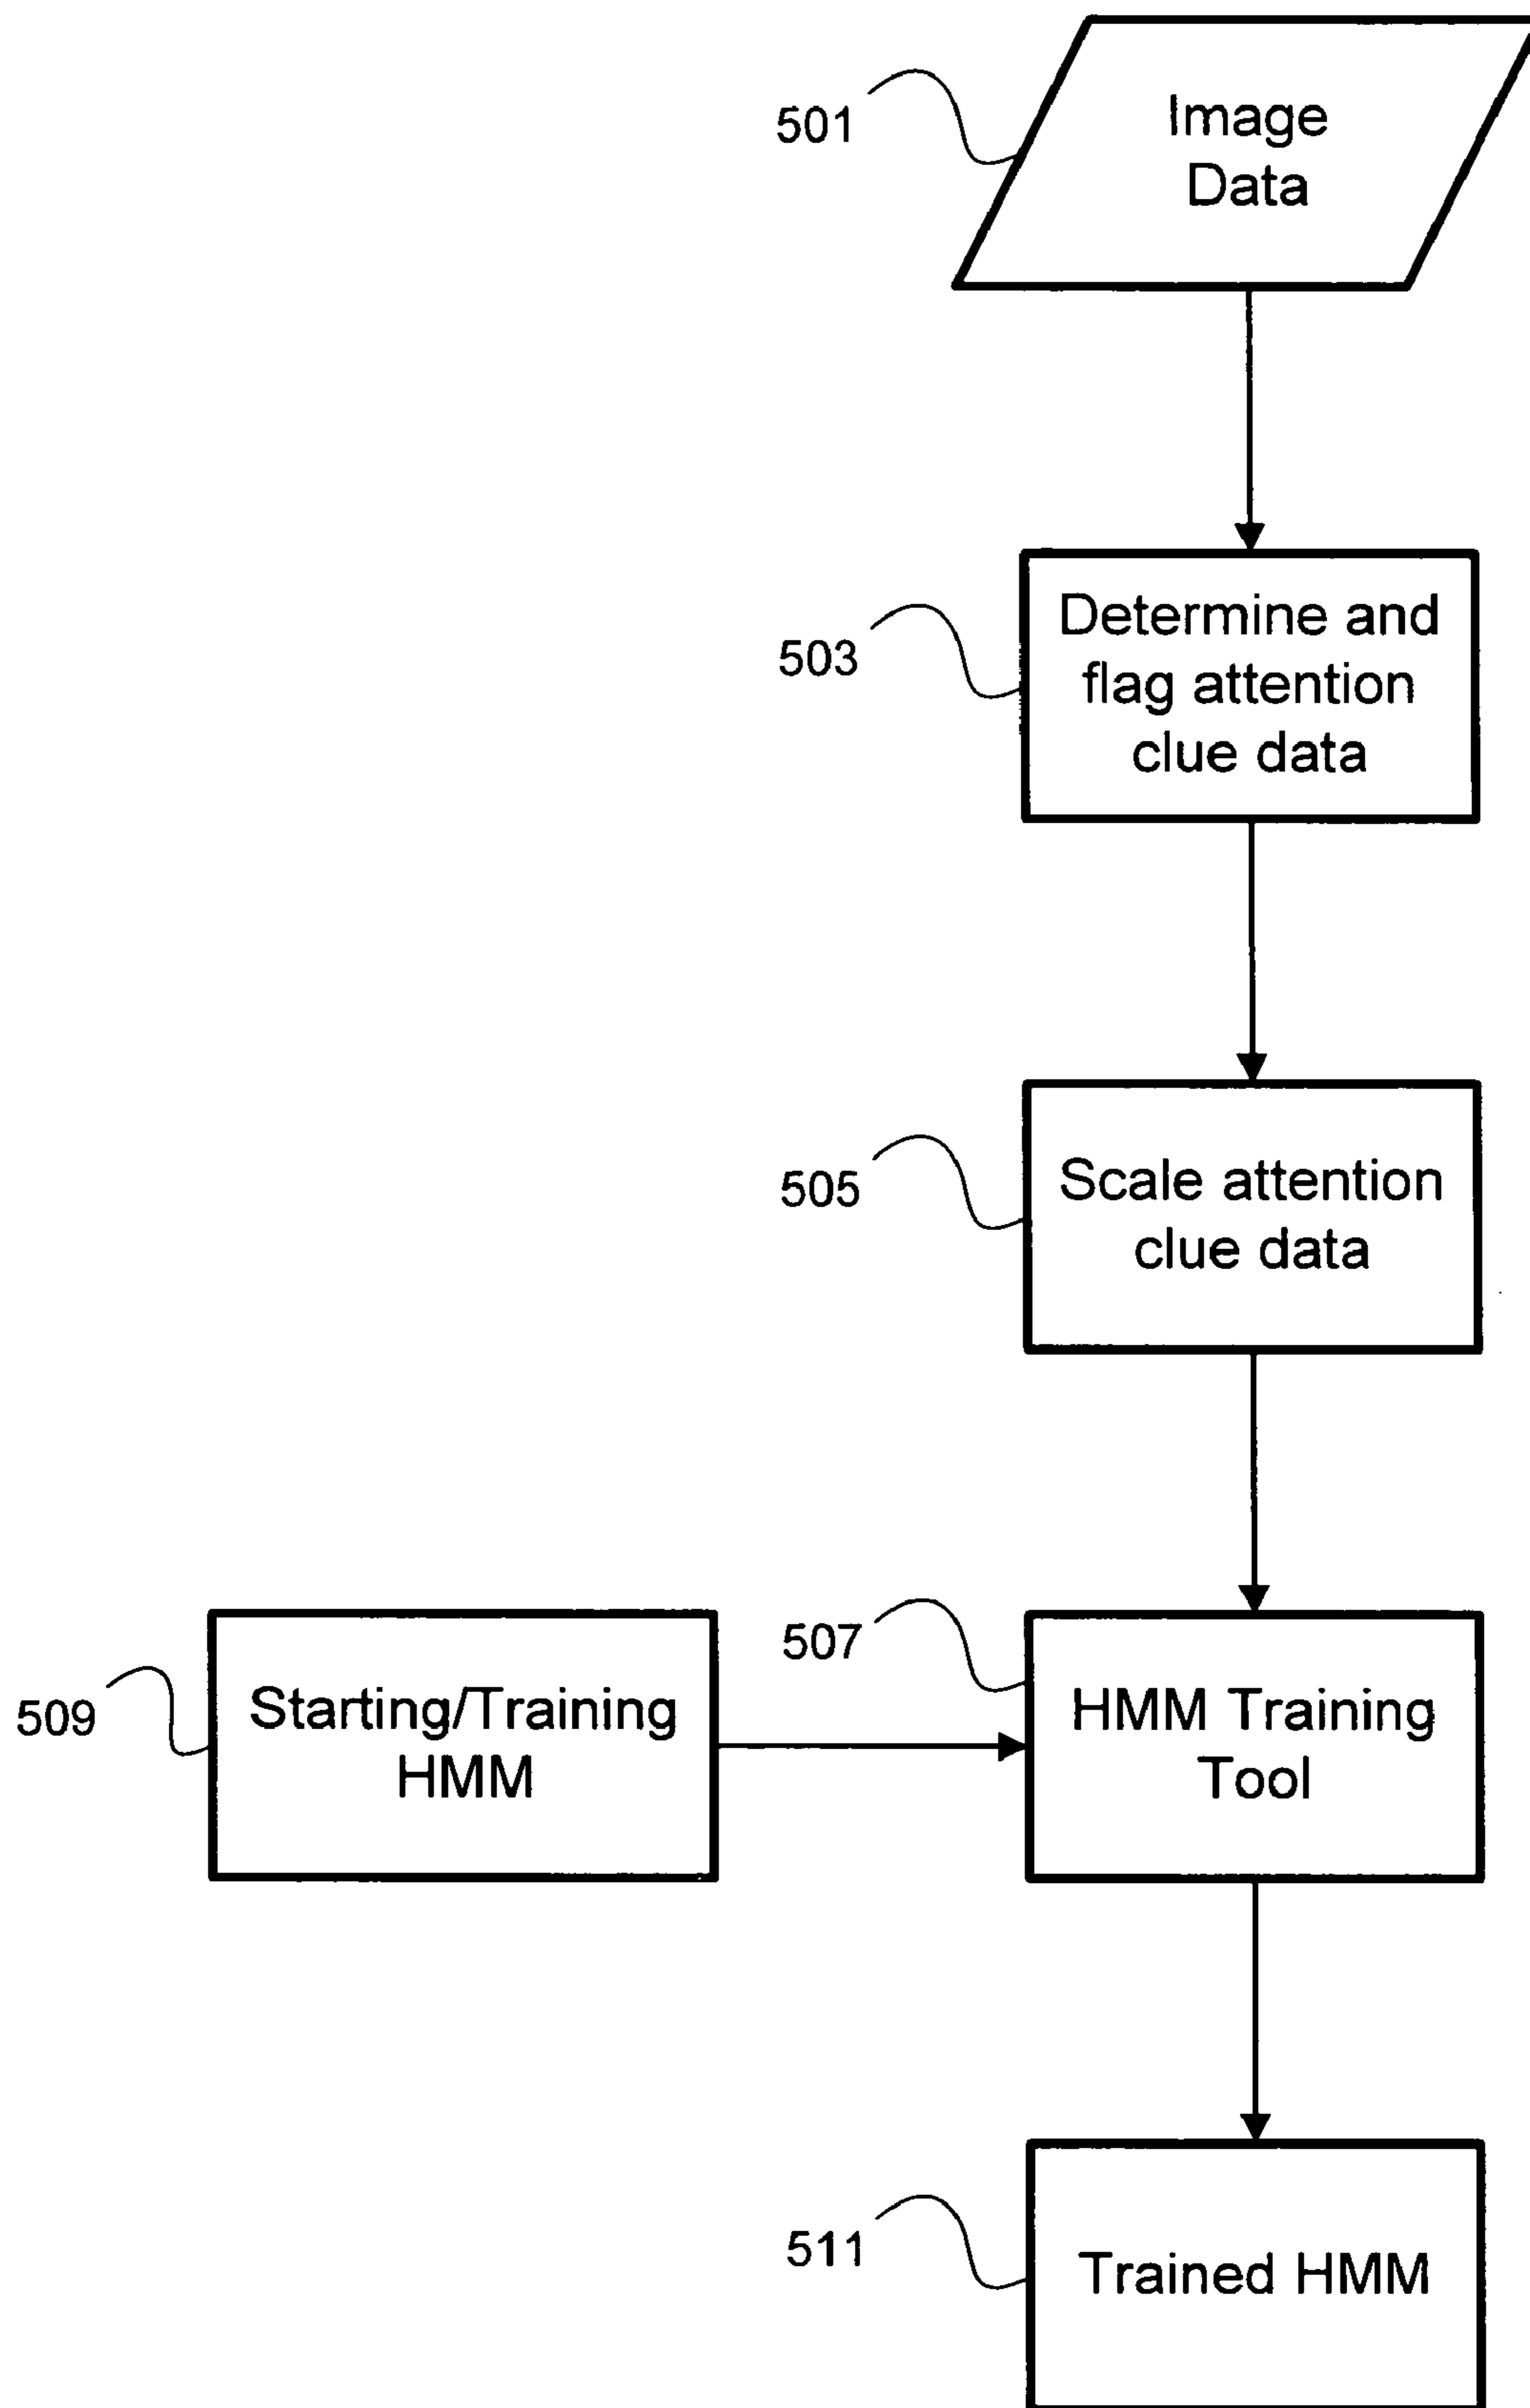 501
Image
Data
503
Determine and
flag attention
clue data
505
Scale attention
clue data
509
Starting/Training
HMM
507
HMM Training
Tool
511
Trained HMM